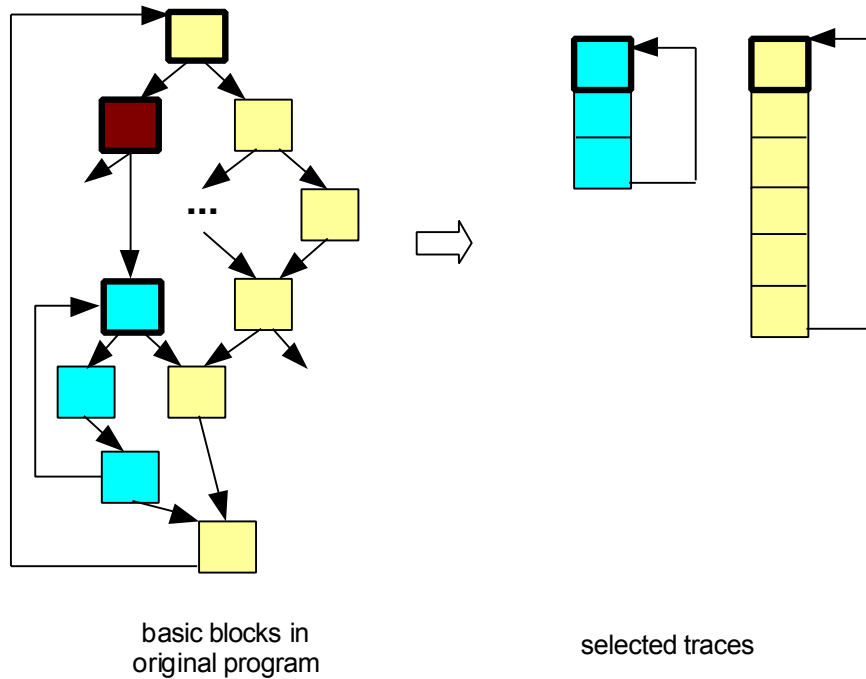 ...
basic blocks in
original program
selected traces